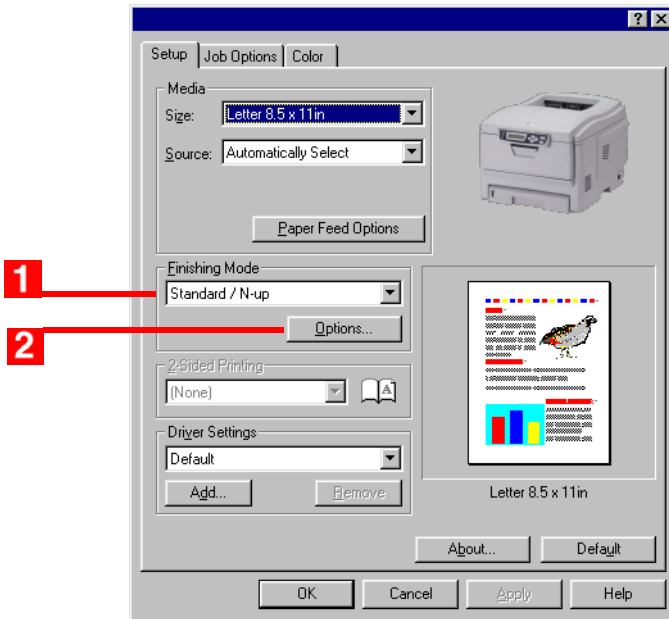 ? X
Setup Job Options Color
Media
Size: Letter 8.5 x 11in
Source: Automatically Select
Paper Feed Options
1
Finishing Mode
Standard / N-up
2
Options...
2-Sided Printing
(None)
A
Driver Settings
Default
Add... Remove
Letter 8.5 x 11in
About... Default
OK Cancel Apply Help